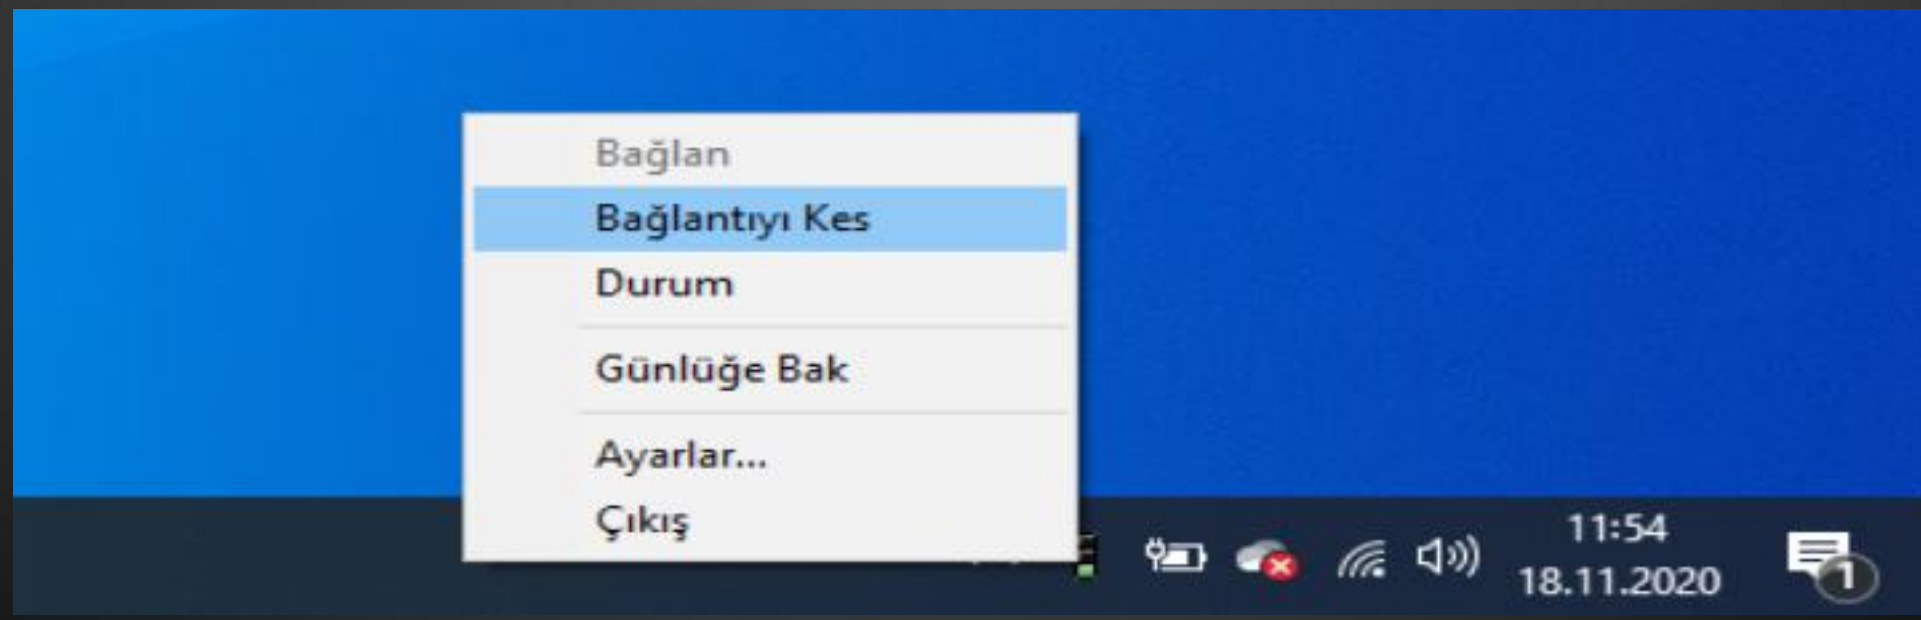 Bağlan
Bağlantıyı Kes
Durum
Günlüğe Bak
Ayarlar...
Çıkış
11:54
18.11.2020
1